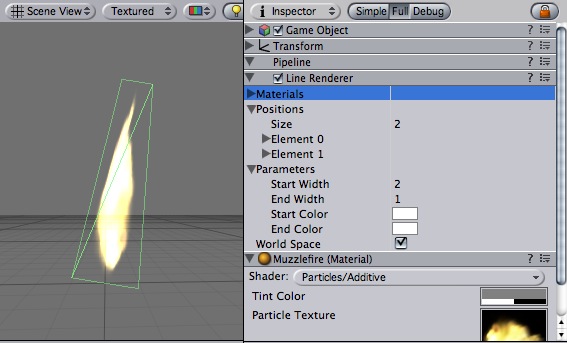 Scene View Textured
Inspector Simple Full Debug
Game Object ?
Transform ?
Pipeline
Line Renderer ?
Materials
Positions
Size 2
Element 0
Element 1
Parameters
Start Width 2
End Width 1
Start Color
End Color
World Space
Muzzlefire (Material) ?
Shader: Particles/Additive
Tint Color
Particle Texture